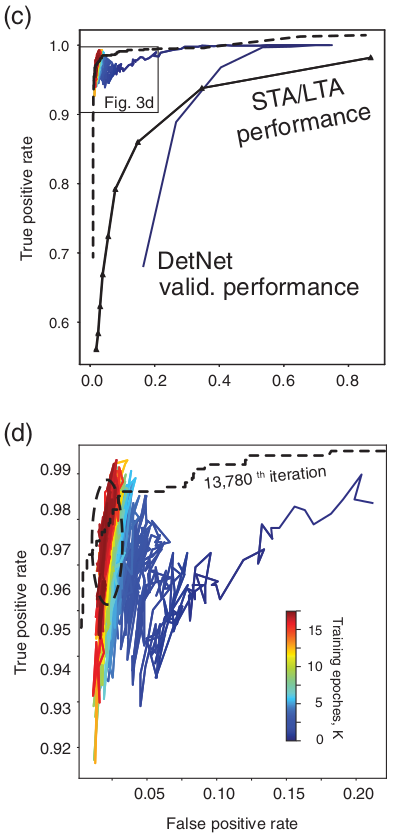 (c)
1.0
0.9
0.8
0.7
0.6
True positive rate
Fig. 3d
STA/LTA
performance
DetNet
valid. performance
0.0
0.2
0.4
0.6
0.8
(d)
0.99
0.98
0.97
0.96
0.95
0.94
0.93
0.92
True positive rate
13,780 th iteration
Training epoches, K
15
10
5
0
0.05
0.10
0.15
0.20
False positive rate